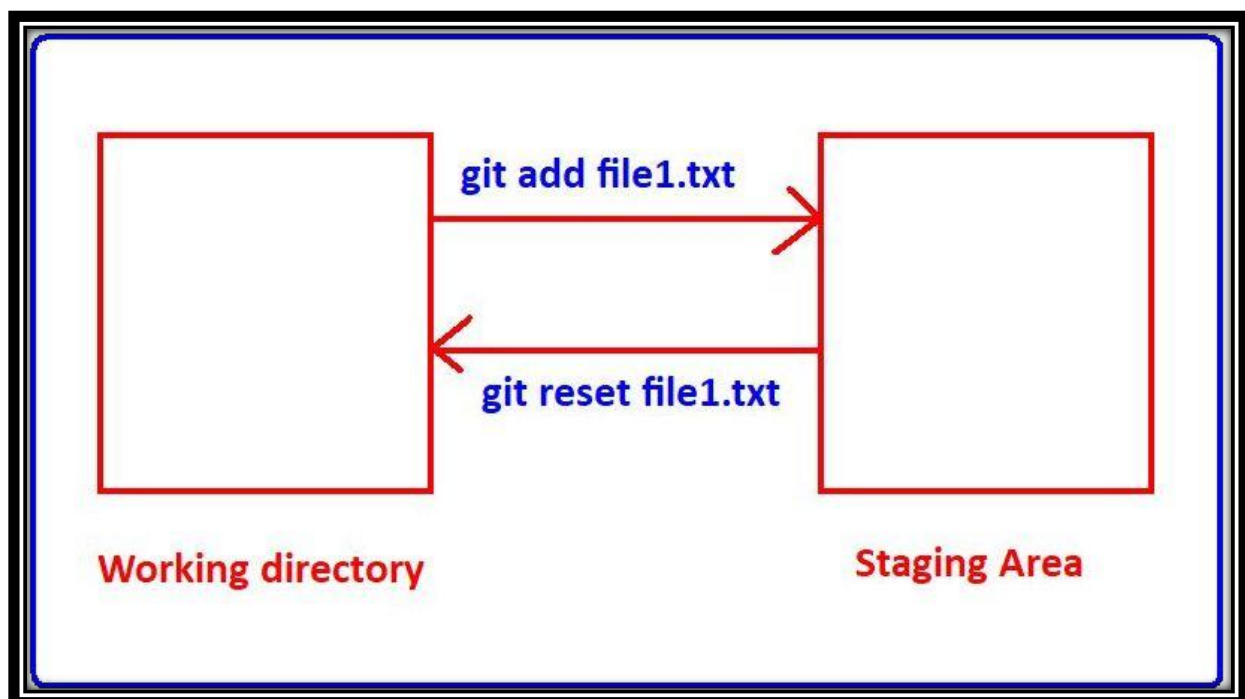 git add file1.txt
git reset file1.txt
Working directory
Staging Area